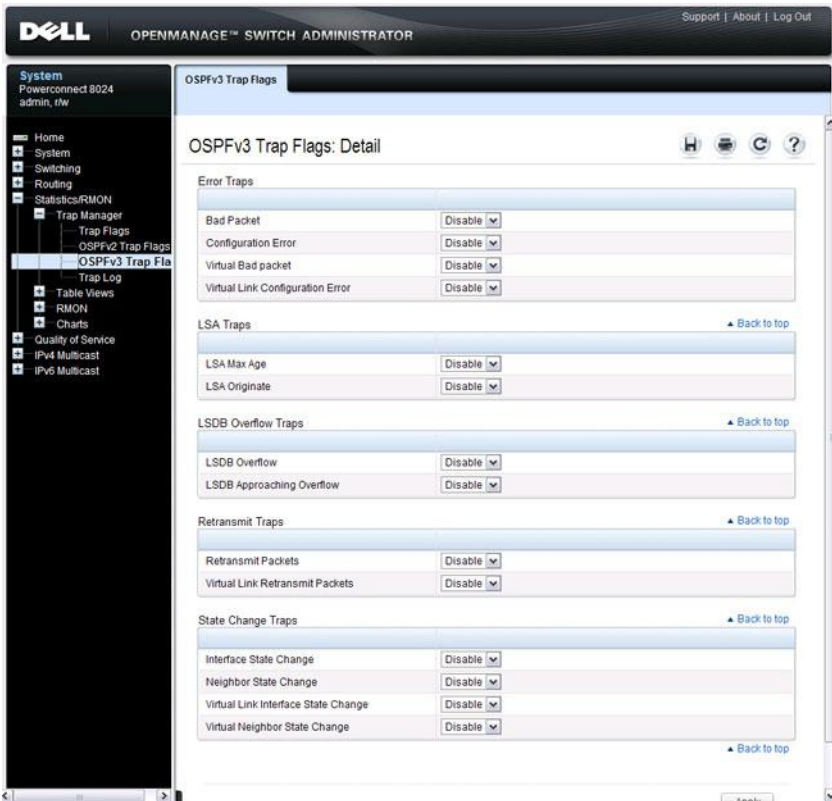 Support | About | Log Out
DELL
OPENMANAGE™ SWITCH ADMINISTRATOR
System
Powerconnect 8024
admin, r/w
OSPFv3 Trap Flags
Home
System
Switching
Routing
Statistics/RMON
Trap Manager
Trap Flags
OSPFv2 Trap Flags
OSPFv3 Trap Fla
Trap Log
Table Views
RMON
Charts
Quality of Service
IPv4 Multicast
IPv6 Multicast
OSPFv3 Trap Flags: Detail
Error Traps
Bad Packet Disable
Configuration Error Disable
Virtual Bad packet Disable
Virtual Link Configuration Error Disable
LSA Traps ▲ Back to top
LSA Max Age Disable
LSA Originate Disable
LSDB Overflow Traps ▲ Back to top
LSDB Overflow Disable
LSDB Approaching Overflow Disable
Retransmit Traps ▲ Back to top
Retransmit Packets Disable
Virtual Link Retransmit Packets Disable
State Change Traps ▲ Back to top
Interface State Change Disable
Neighbor State Change Disable
Virtual Link Interface State Change Disable
Virtual Neighbor State Change Disable
▲ Back to top
Apply